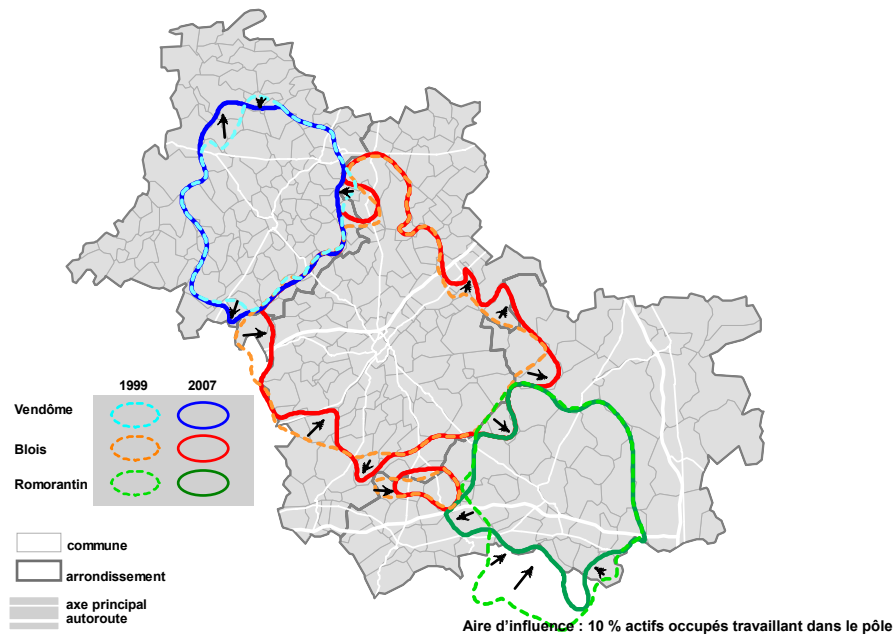 1999 2007
Vendôme
Blois
Romorantin
commune
arrondissement
axe principal
autoroute
Aire d'influence : 10 % actifs occupés travaillant dans le pôle